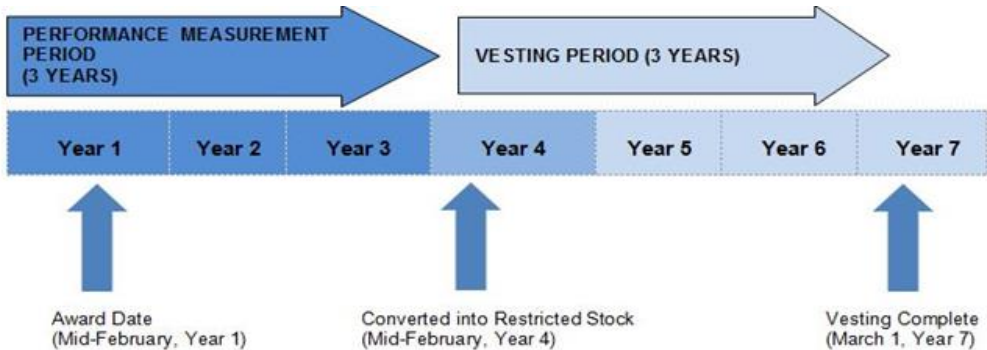 PERFORMANCE MEASUREMENT
PERIOD
(3 YEARS)
VESTING PERIOD (3 YEARS)
Year 1
Year 2
Year 3
Year 4
Year 5
Year 6
Year 7
Award Date
(Mid-February, Year 1)
Converted into Restricted Stock
(Mid-February, Year 4)
Vesting Complete
(March 1, Year 7)